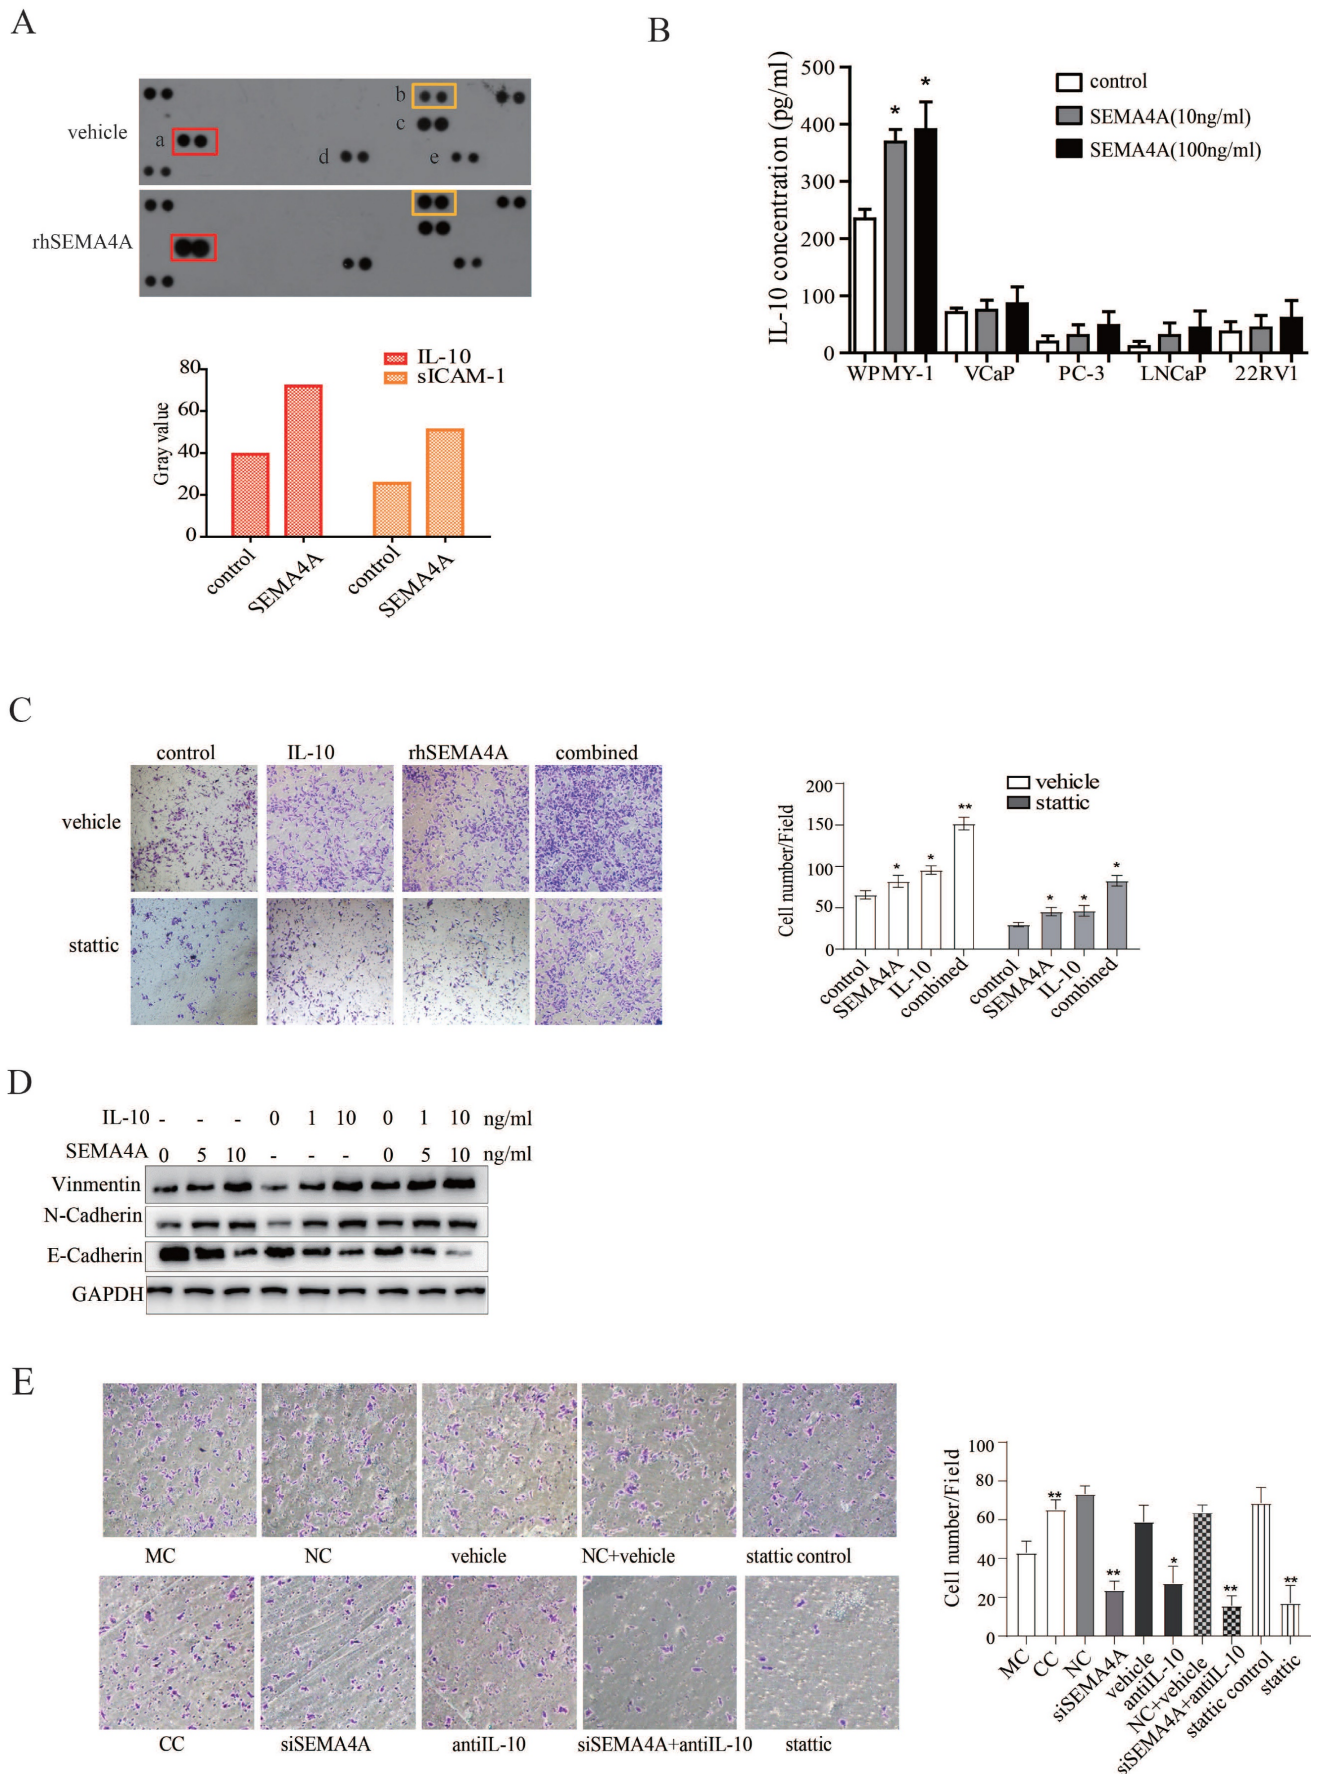 A
vehicle
a
b
c
d
e
rhSEMA4A
IL-10
sICAM-1
80
60
40
20
0
Gray value
control
SEMA4A
control
SEMA4A
B
IL-10 concentration (pg/ml)
500
400
300
200
100
0
* *
control
SEMA4A(10ng/ml)
SEMA4A(100ng/ml)
WPMY-1 VCaP PC-3 LNCaP 22RV1
C
control IL-10 rhSEMA4A combined
vehicle
stattic
Cell number/Field
200
150
100
50
0
vehicle
stattic
* * ** * * *
control
SEMA4A
IL-10
combined
control
SEMA4A
IL-10
combined
D
IL-10 - - - 0 1 10 0 1 10 ng/ml
SEMA4A 0 5 10 - - - 0 5 10 ng/ml
Vinmentin
N-Cadherin
E-Cadherin
GAPDH
E
MC NC vehicle NC+vehicle stattic control
CC siSEMA4A antiIL-10 siSEMA4A+antiIL-10 stattic
Cell number/Field
100
80
60
40
20
0
** ** * ** **
MC
CC
NC
siSEMA4A
vehicle
antiIL-10
NC+vehicle
siSEMA4A+antiIL-10
stattic control
stattic